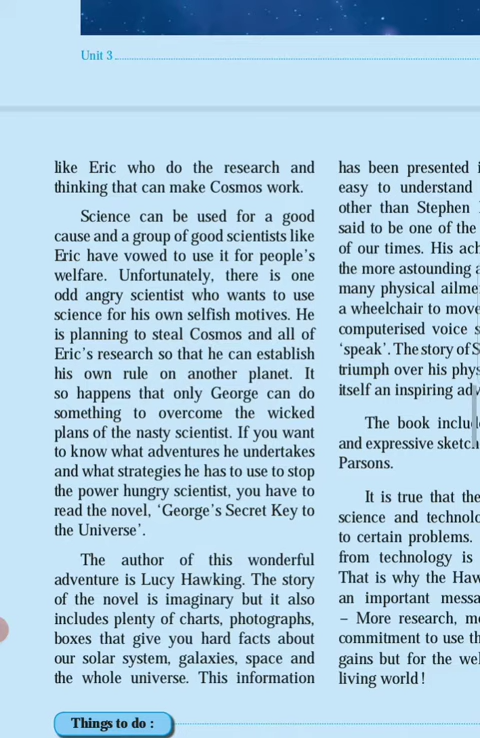 Unit 3
like Eric who do the research and
thinking that can make Cosmos work.
Science can be used for a good
cause and a group of good scientists like
Eric have vowed to use it for people's
welfare. Unfortunately, there is one
odd angry scientist who wants to use
science for his own selfish motives. He
is planning to steal Cosmos and all of
Eric's research so that he can establish
his own rule on another planet. It
so happens that only George can do
something to overcome the wicked
plans of the nasty scientist. If you want
to know what adventures he undertakes
and what strategies he has to use to stop
the power hungry scientist, you have to
read the novel, 'George's Secret Key to
the Universe'.
The author of this wonderful
adventure is Lucy Hawking. The story
of the novel is imaginary but it also
includes plenty of charts, photographs,
boxes that give you hard facts about
our solar system, galaxies, space and
the whole universe. This information
has been presented
easy to understand
other than Stephen
said to be one of the
of our times. His
the more astounding
many physical
a wheelchair to move
computerised voice
'speak'. The story of
triumph over his
itself an inspiring
The book
and expressive
Parsons.
It is true that the
science and
to certain problems.
from technology is
That is why the
an important
– More research,
commitment to use
gains but for the
living world!
Things to do :